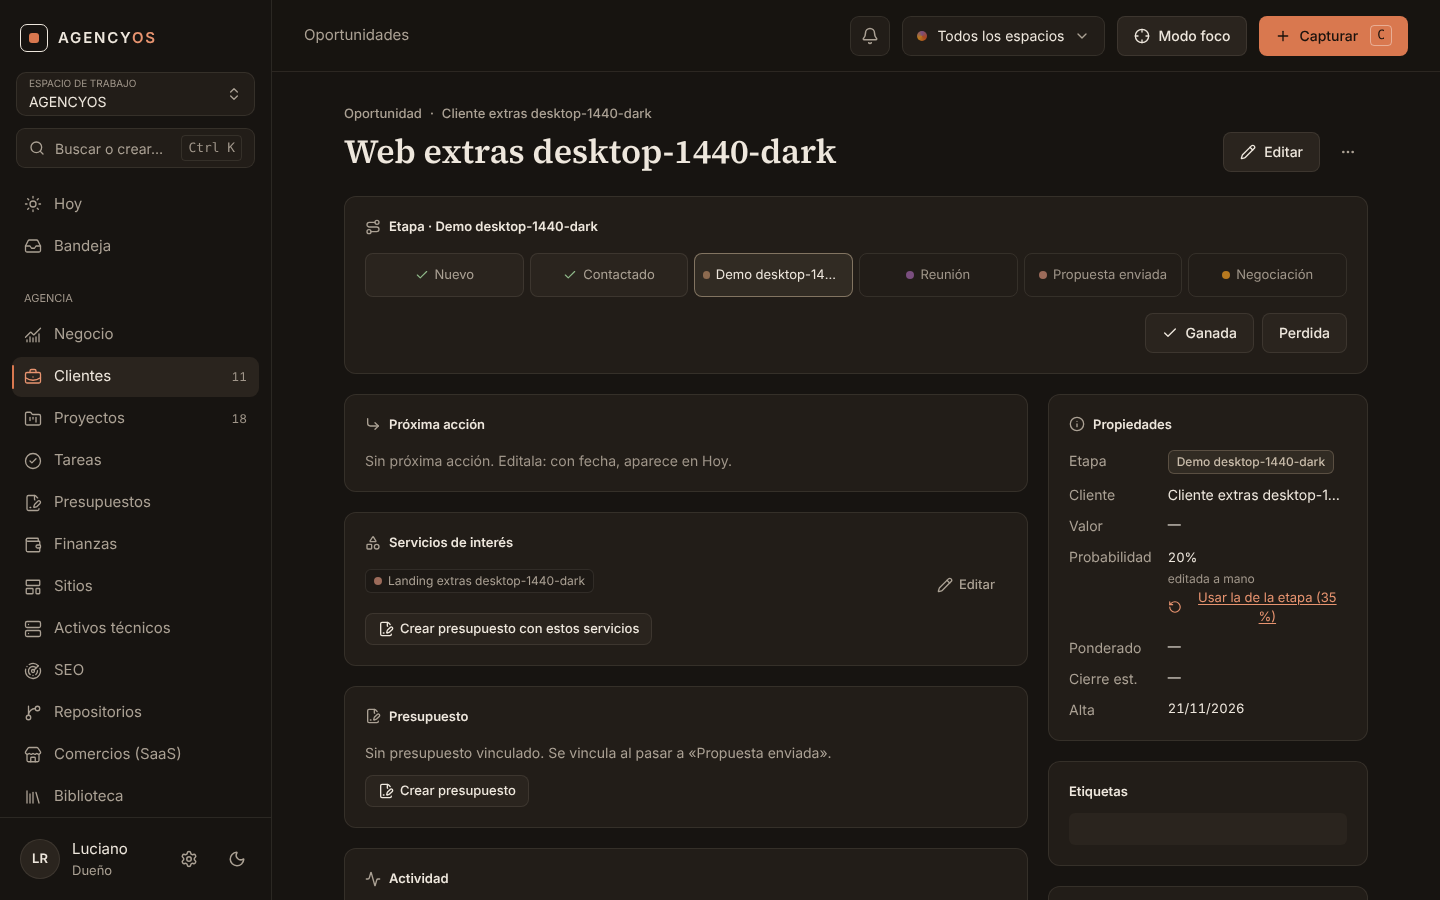 AGENCYOS
ESPACIO DE TRABAJO
AGENCYOS
Buscar o crear... Ctrl K
Hoy
Bandeja
AGENCIA
Negocio
Clientes 11
Proyectos 18
Tareas
Presupuestos
Finanzas
Sitios
Activos técnicos
SEO
Repositorios
Comercios (SaaS)
Biblioteca
LR
Luciano
Dueño
Oportunidades
Todos los espacios
Modo foco
Capturar C
Oportunidad · Cliente extras desktop-1440-dark
Web extras desktop-1440-dark
Editar
Etapa · Demo desktop-1440-dark
Nuevo
Contactado
Demo desktop-14...
Reunión
Propuesta enviada
Negociación
Ganada
Perdida
Próxima acción
Sin próxima acción. Editala: con fecha, aparece en Hoy.
Servicios de interés
Landing extras desktop-1440-dark
Editar
Crear presupuesto con estos servicios
Presupuesto
Sin presupuesto vinculado. Se vincula al pasar a «Propuesta enviada».
Crear presupuesto
Actividad
Propiedades
Etapa Demo desktop-1440-dark
Cliente Cliente extras desktop-1...
Valor —
Probabilidad 20%
editada a mano
Usar la de la etapa (35
%)
Ponderado —
Cierre est. —
Alta 21/11/2026
Etiquetas